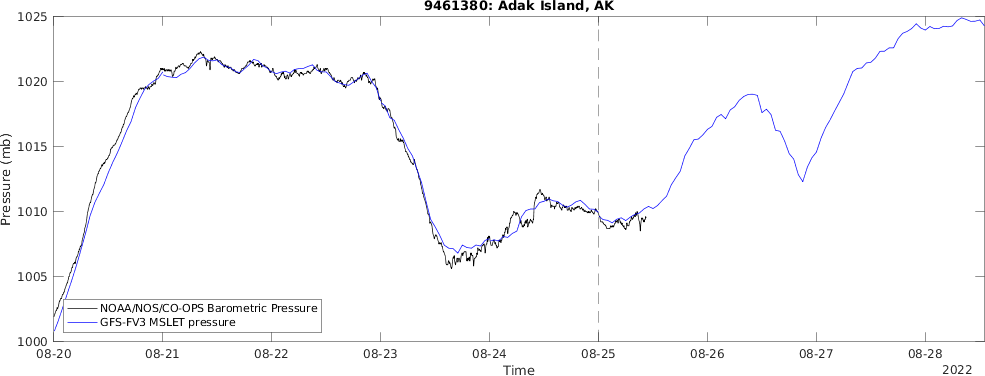 9461380: Adak Island, AK
1025
1020
1015
1010
1005
1000
Pressure (mb)
NOAA/NOS/CO-OPS Barometric Pressure
GFS-FV3 MSLET pressure
08-20 08-21 08-22 08-23 08-24 08-25 08-26 08-27 08-28
Time
2022